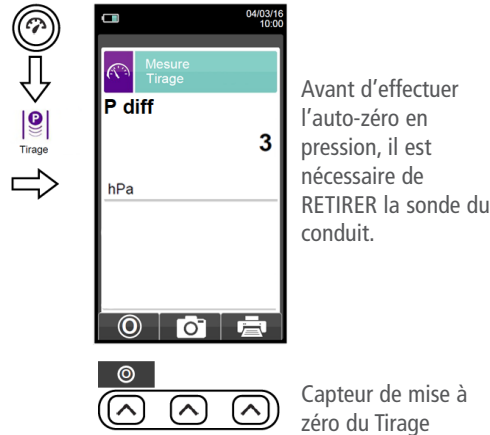 04/03/16
10:00
Mesure
Tirage
P diff
3
hPa
P
Tirage
Avant d’effectuer
l’auto-zéro en
pression, il est
nécessaire de
RETIRER la sonde du
conduit.
Capteur de mise à
zéro du Tirage